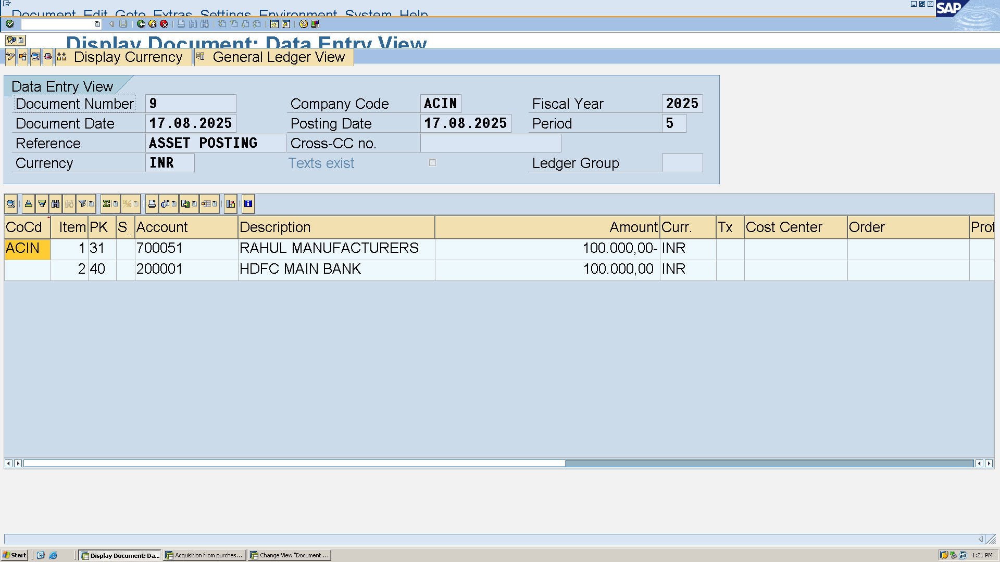 Document Edit Goto Extras Settings Environment System Help
SAP
Display Document: Data Entry View
Display Currency General Ledger View
Data Entry View
Document Number 9 Company Code ACIN Fiscal Year 2025
Document Date 17.08.2025 Posting Date 17.08.2025 Period 5
Reference ASSET POSTING Cross-CC no.
Currency INR Texts exist Ledger Group
CoCd Item PK S Account Description Amount Curr. Tx Cost Center Order Prof
ACIN 1 31 700051 RAHUL MANUFACTURERS 100.000,00- INR
2 40 200001 HDFC MAIN BANK 100.000,00 INR
Start Display Document: Da... Acquisition from purchas... Change View "Document ... 1:21 PM